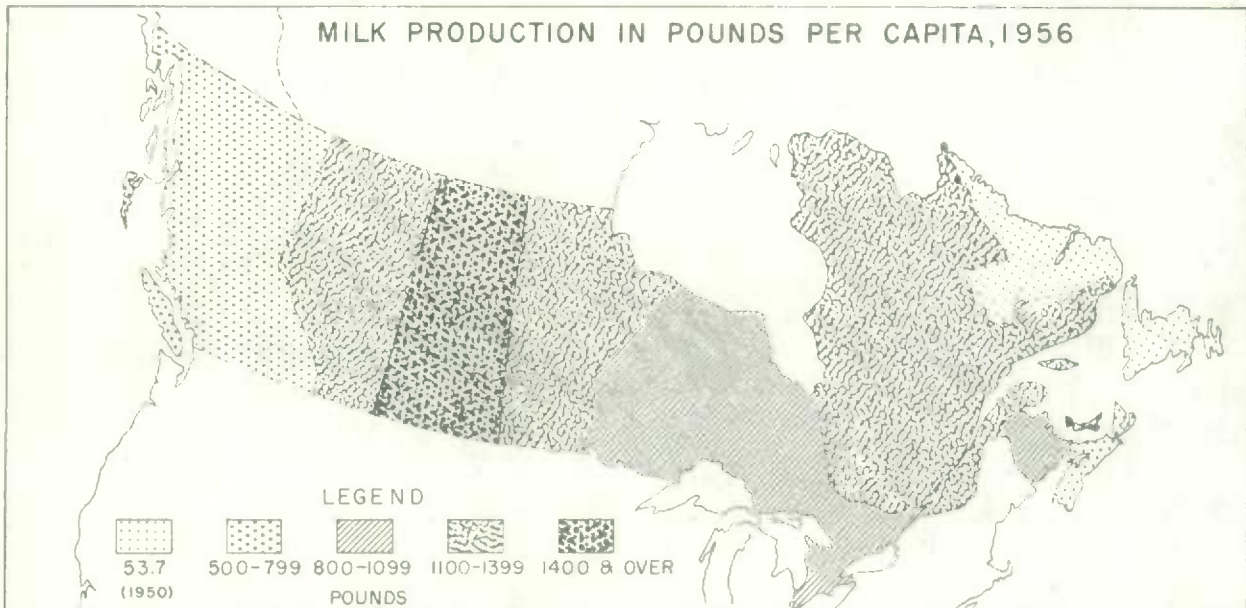 MILK PRODUCTION IN POUNDS PER CAPITA, 1956
LEGEND
53.7 500-799 800-1099 1100-1399 1400 & OVER
(1950) POUNDS